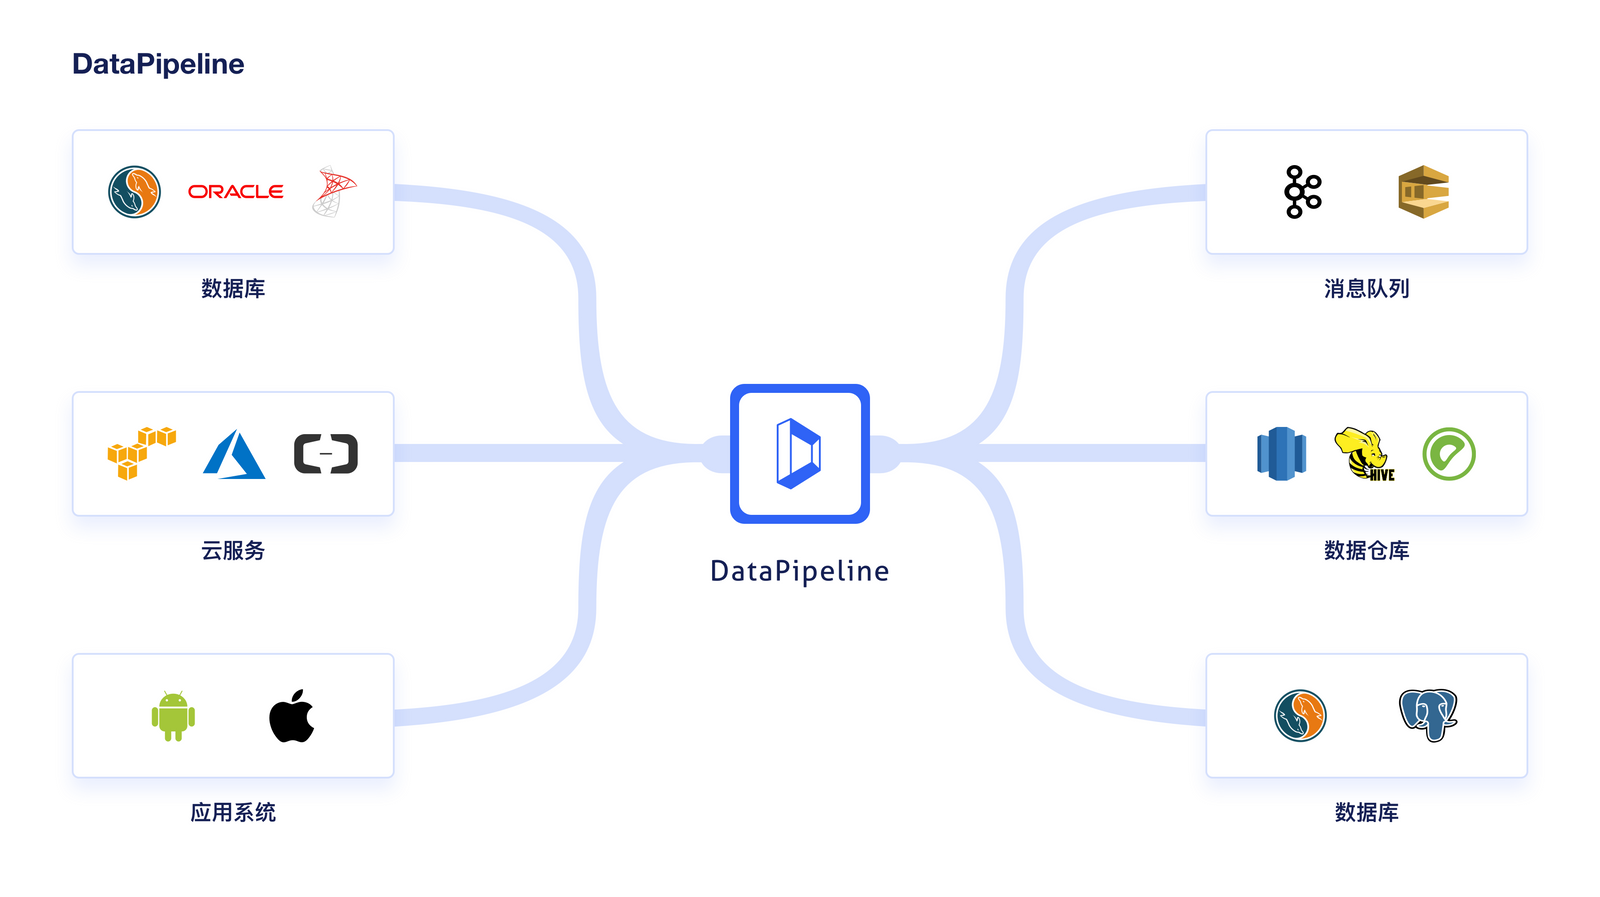 DataPipeline
ORACLE
数据库
消息队列
HIVE
云服务
数据仓库
DataPipeline
应用系统
数据库